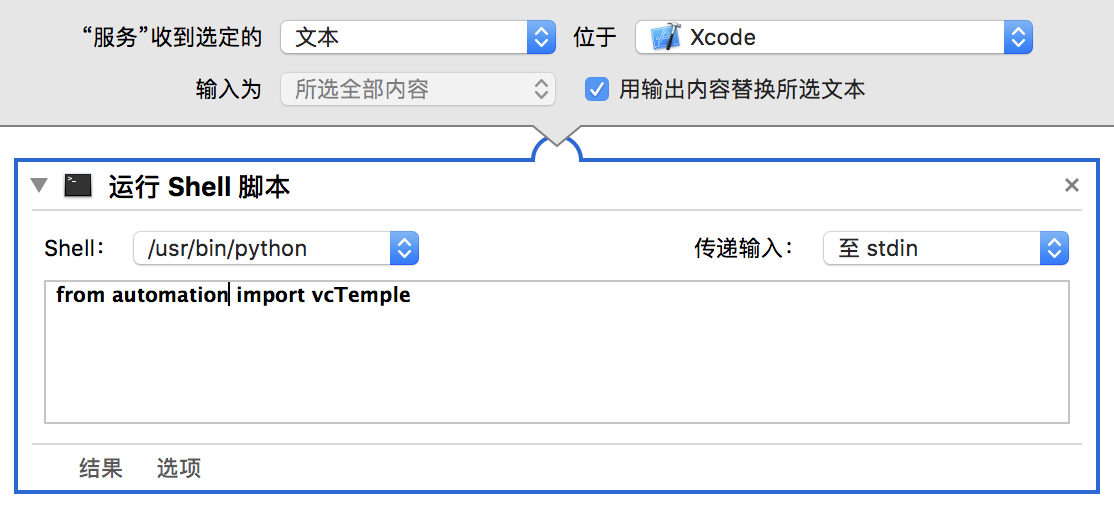 “服务”收到选定的 文本 位于 Xcode
输入为 所选全部内容 用输出内容替换所选文本
运行 Shell 脚本
Shell： /usr/bin/python 传递输入： 至 stdin
from automation import vcTemple
结果 选项